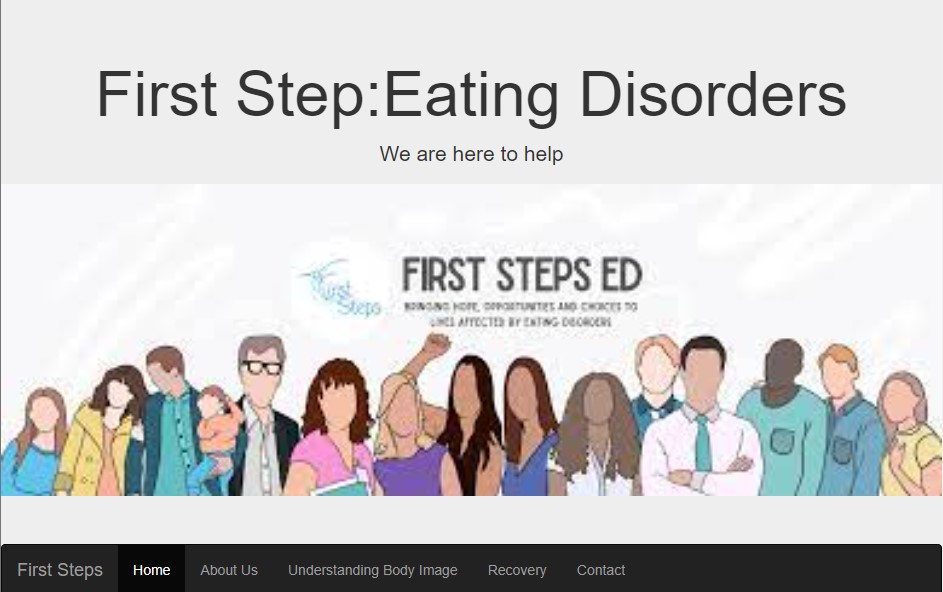 First Step:Eating Disorders
We are here to help
First
Steps
FIRST STEPS ED
BRINGING HOPE, OPPORTUNITIES AND CHOICES TO
LIVES AFFECTED BY EATING DISORDERS
First Steps Home About Us Understanding Body Image Recovery Contact